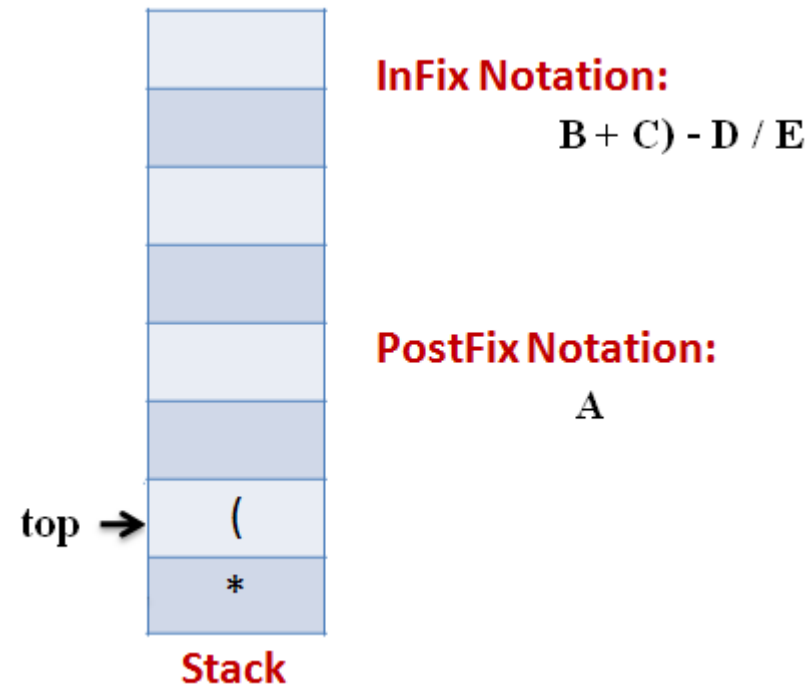 InFix Notation:
B + C) - D / E
PostFix Notation:
A
top (
*
Stack